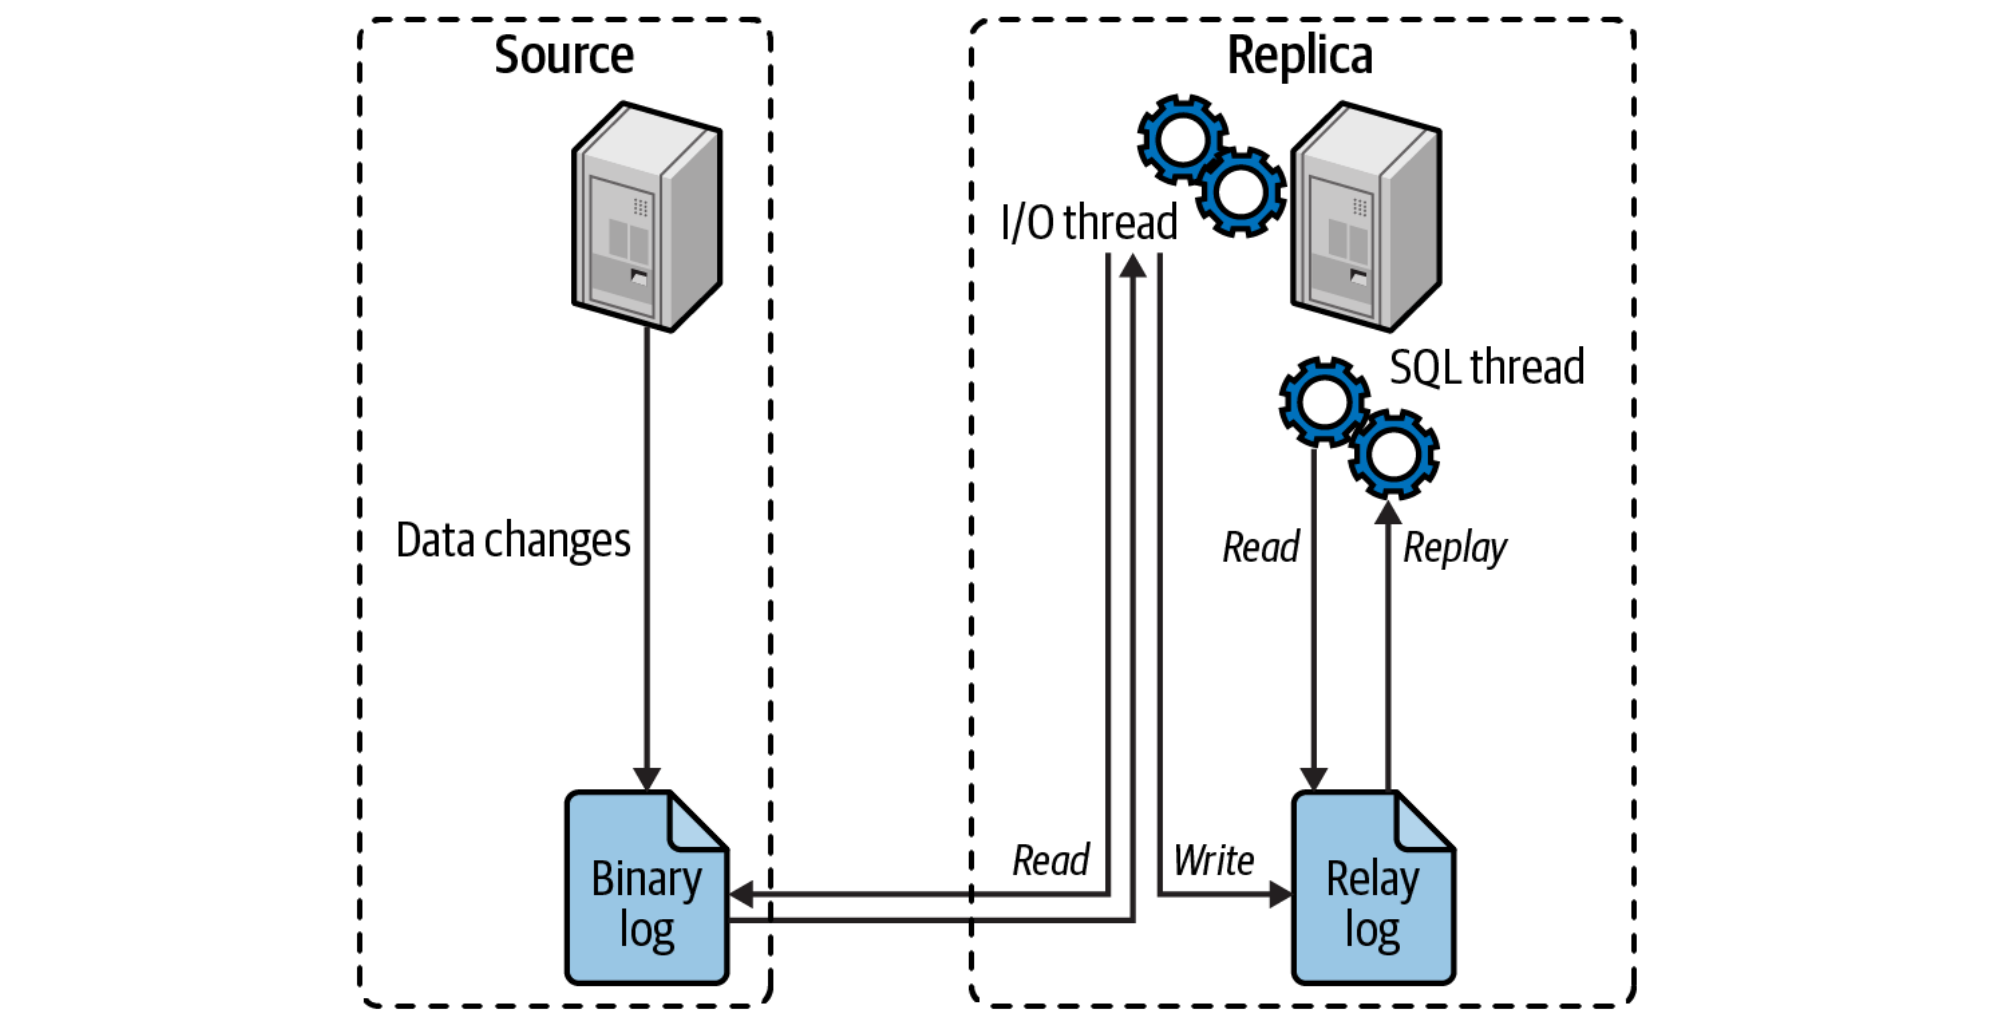 Source
Replica
I/O thread
SQL thread
Data changes
Read
Replay
Read
Write
Binary
log
Relay
log